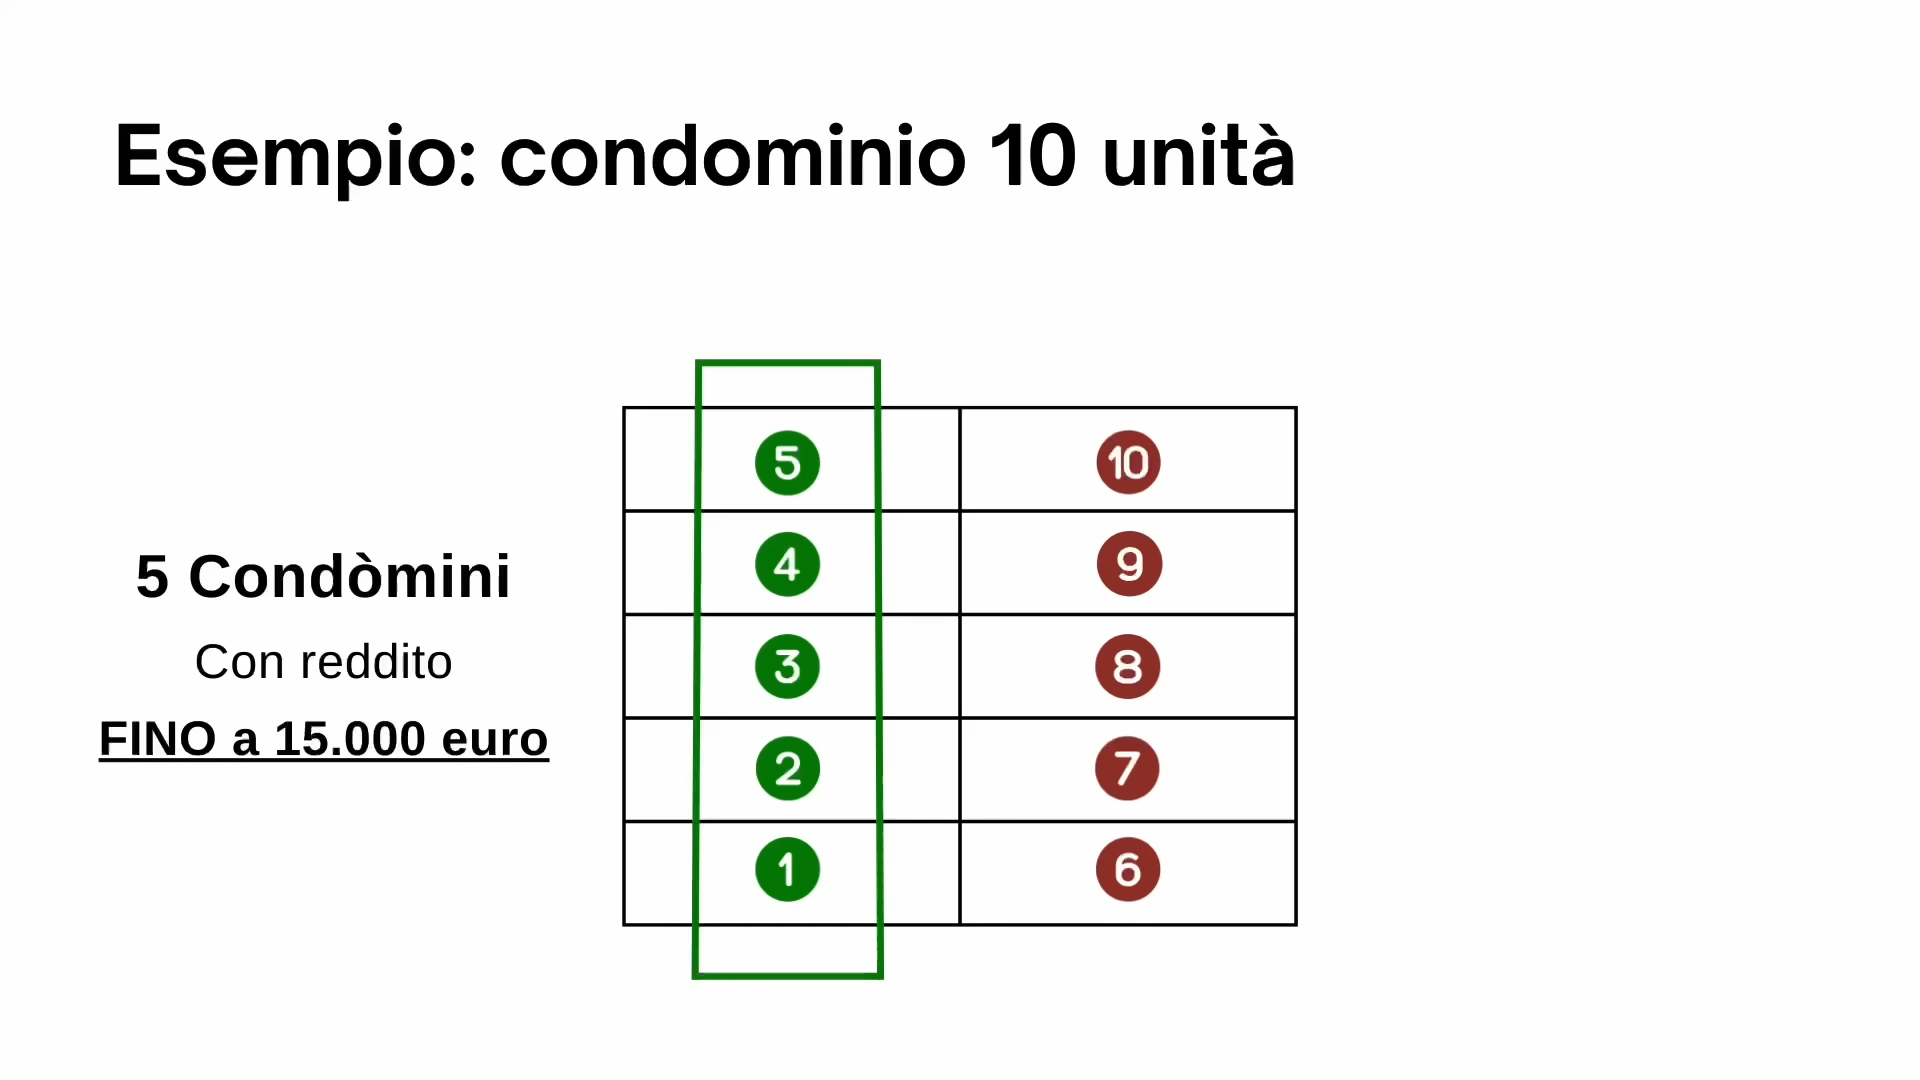 Esempio: condominio 10 unità
5 Condòmini
Con reddito
FINO a 15.000 euro
5 10
4 9
3 8
2 7
1 6